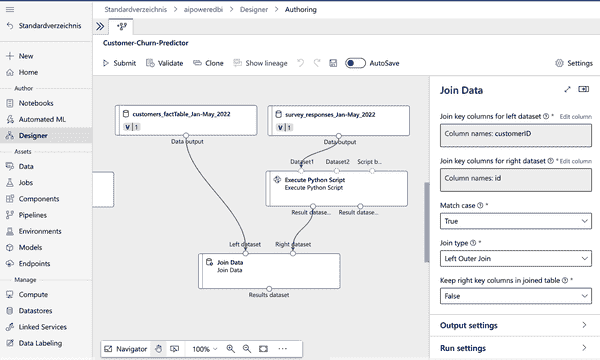 Standardverzeichnis > aipoweredbi > Designer > Authoring
Standardverzeichnis
Customer-Churn-Predictor
Submit Validate Clone Show lineage AutoSave Settings
New
Home
Author
Notebooks
Automated ML
Designer
Assets
Data
Jobs
Components
Pipelines
Environments
Models
Endpoints
Manage
Compute
Datastores
Linked Services
Data Labeling
customers_factTable_Jan-May_2022
V 1
Data output
survey_responses_Jan-May_2022
V 1
Data output
Dataset1 Dataset2 Script b...
Execute Python Script
Execute Python Script
Result datase... Result datase...
Left dataset Right dataset
Join Data
Join Data
Results dataset
Navigator 100%
Join Data
Join key columns for left dataset * Edit column
Column names: customerID
Join key columns for right dataset * Edit column
Column names: id
Match case *
True
Join type *
Left Outer Join
Keep right key columns in joined table *
False
Output settings
Run settings